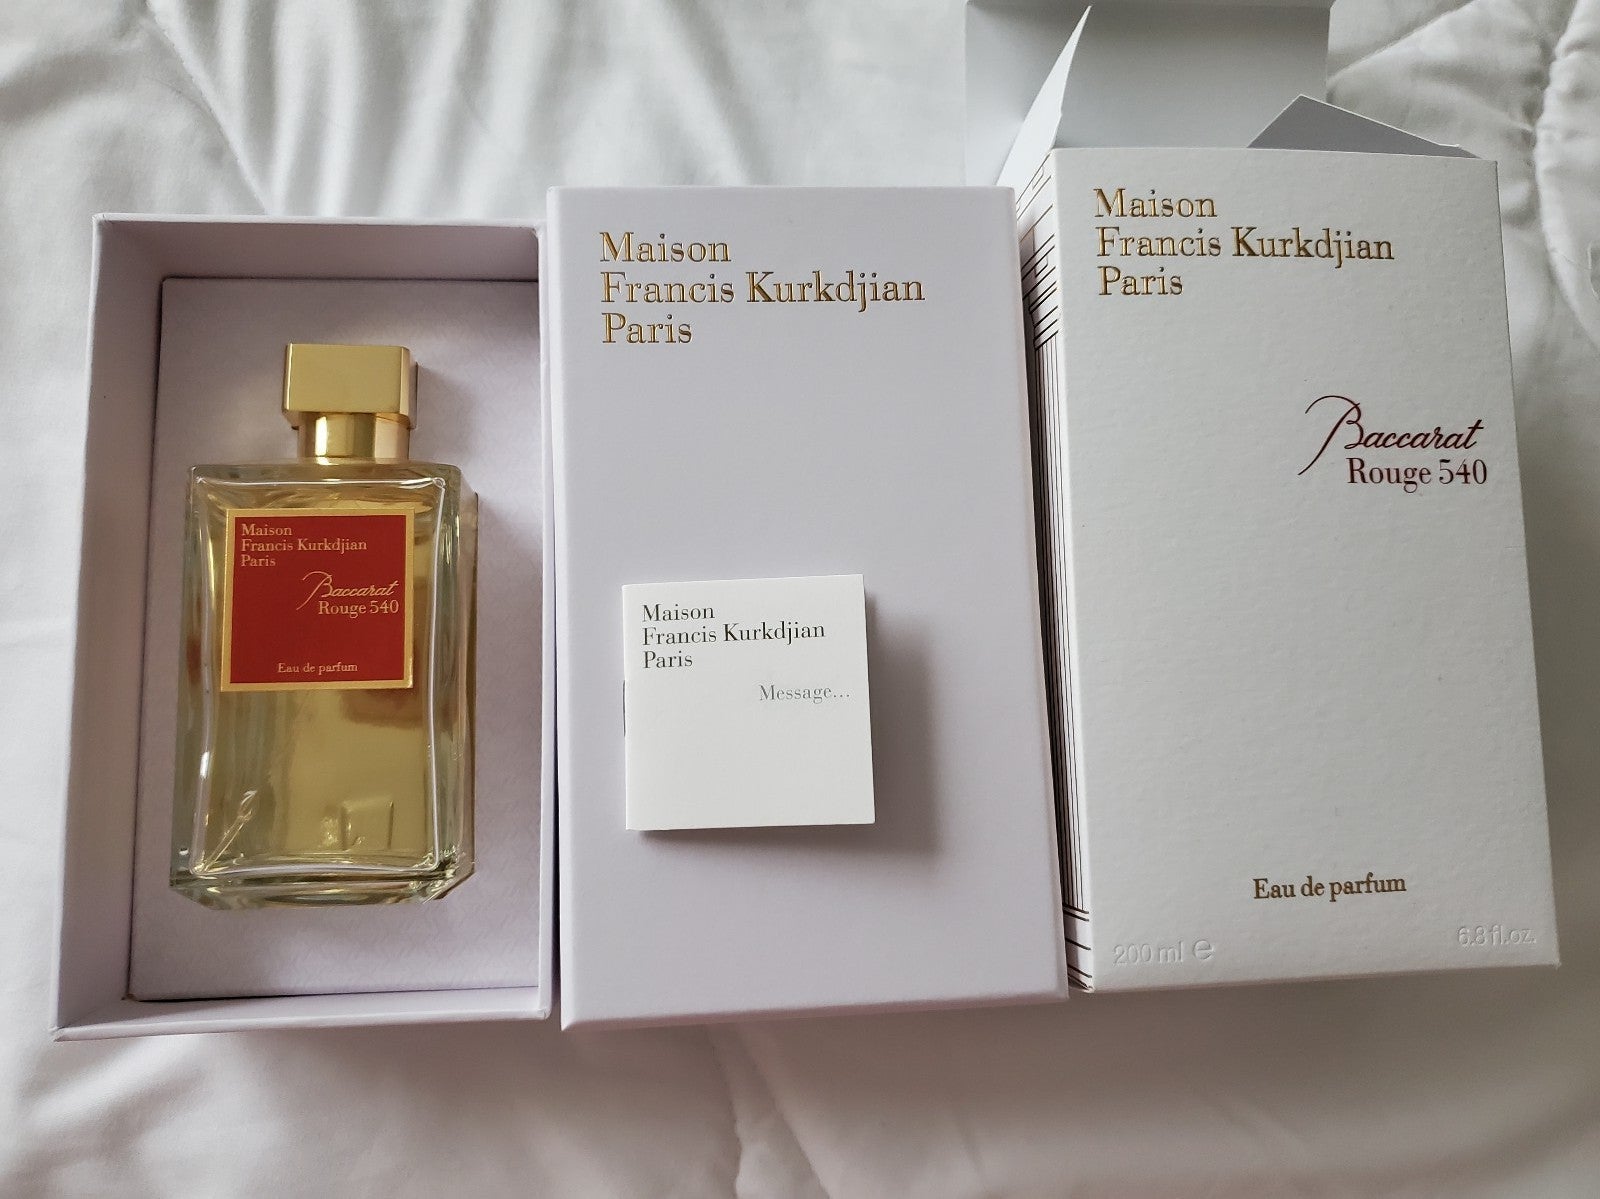 Maison
Francis Kurkdjian
Paris
Baccarat
Rouge 540
Eau de parfum
Maison
Francis Kurkdjian
Paris
Maison
Francis Kurkdjian
Paris
Message...
Maison
Francis Kurkdjian
Paris
Baccarat
Rouge 540
Eau de parfum
200 ml ℮
6.8 fl.oz.